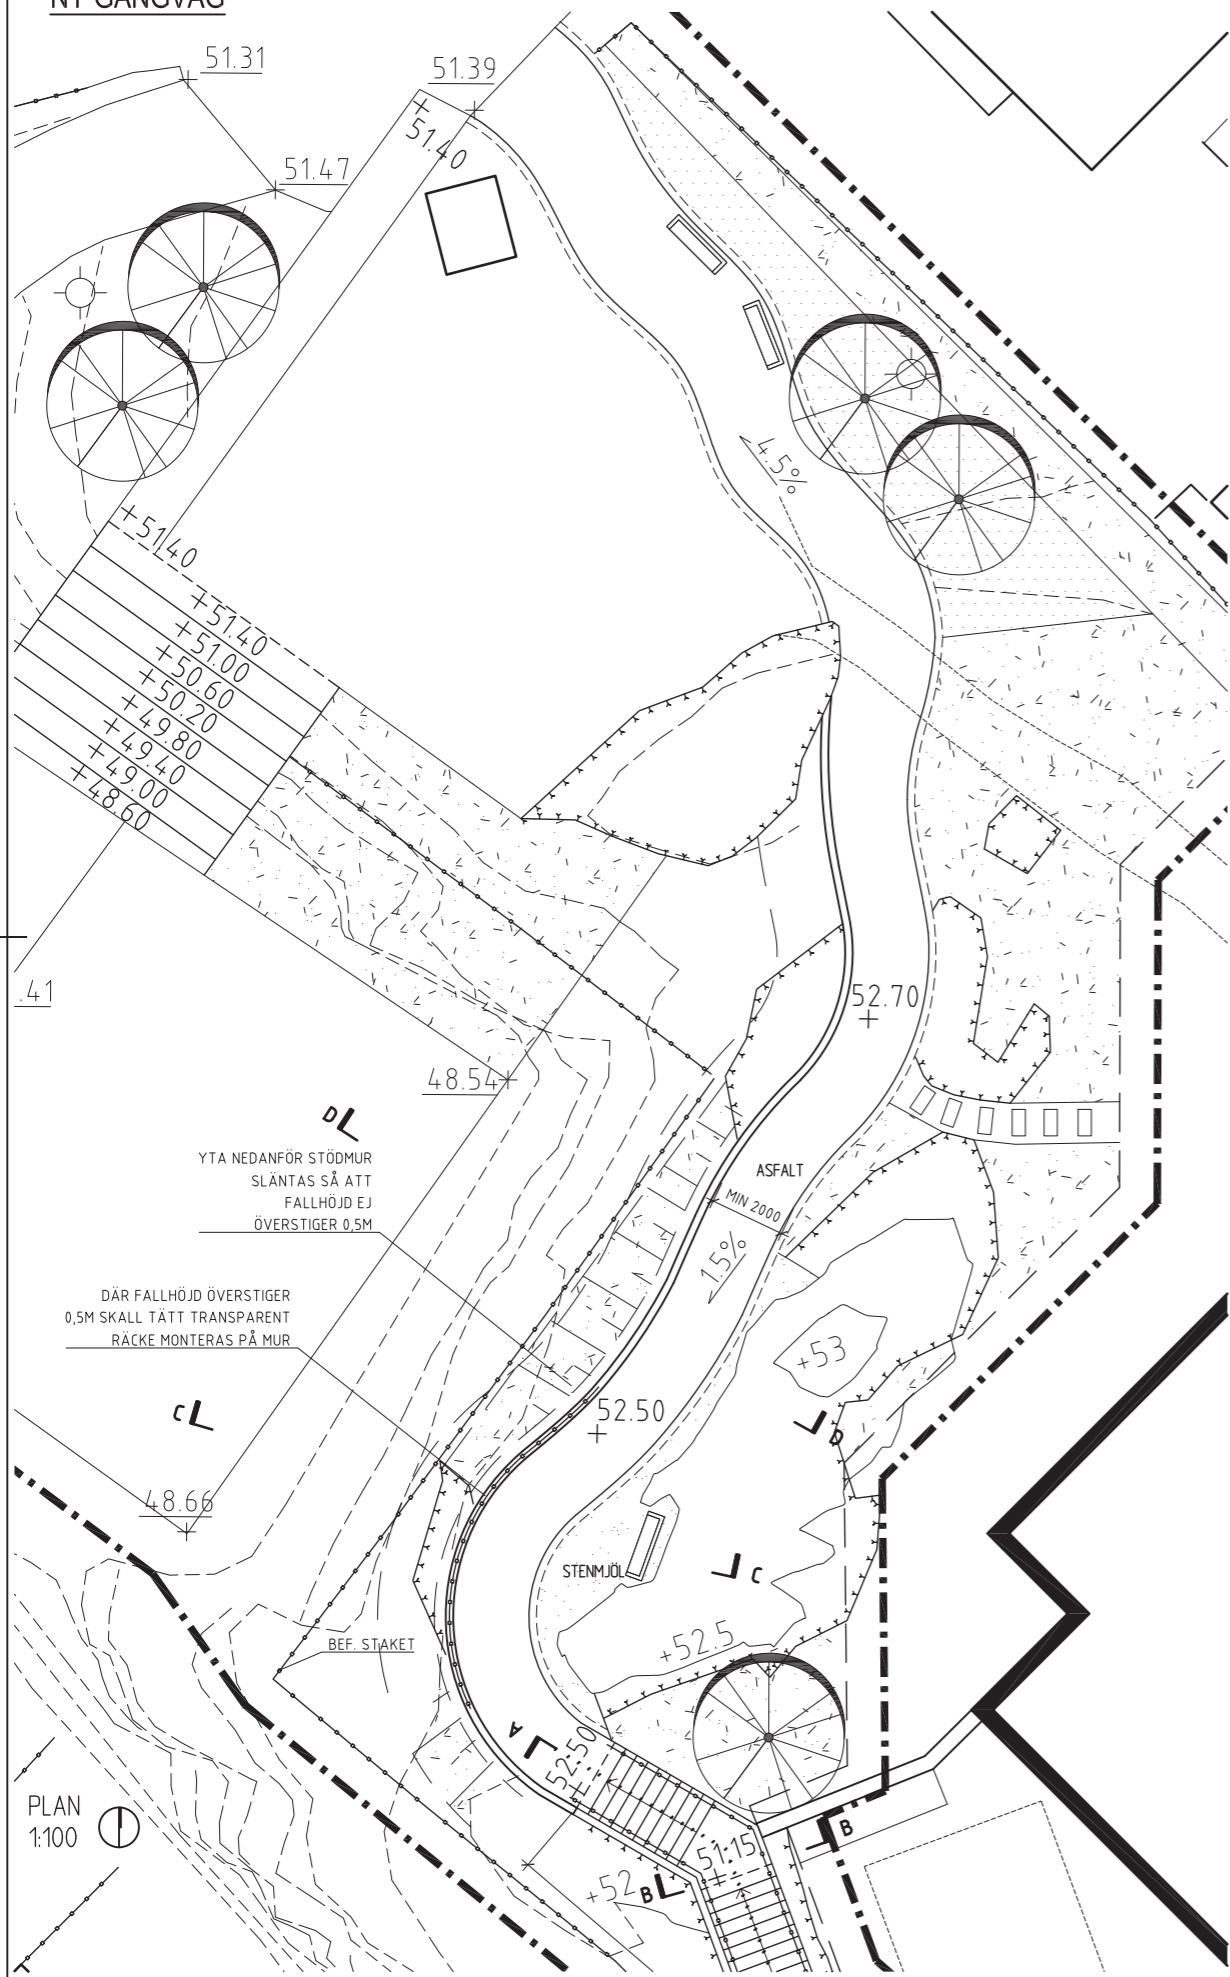 NY GÅNGVÄG
51.31
51.39
51.40
51.47
4.5%
51.40
51.40
51.00
50.60
50.20
49.80
49.40
49.00
48.60
.41
52.70
48.54
D
YTA NEDANFÖR STÖDMUR
SLÄNTAS SÅ ATT
FALLHÖJD EJ
ÖVERSTIGER 0,5M
ASFALT
MIN 2000
1.5%
DÄR FALLHÖJD ÖVERSTIGER
0,5M SKALL TÄTT TRANSPARENT
RÄCKE MONTERAS PÅ MUR
+53
C
52.50
D
48.66
STENMJÖL
C
BEF. STAKET
+52.5
A
52.50
PLAN
1:100
B
51.15
+52
B